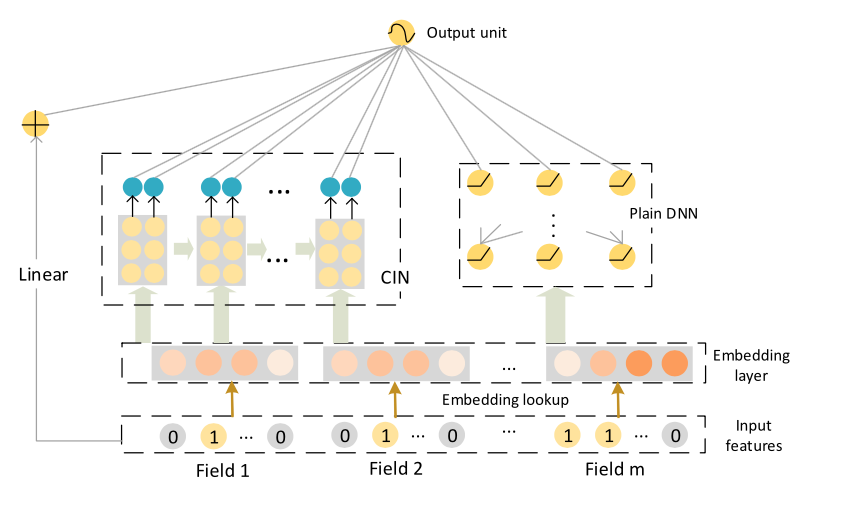 Output unit
Plain DNN
Linear
...
...
CIN
...
Embedding
layer
Embedding lookup
0 1 ... 0
0 1 ... 0
...
1 1 ... 0
Input
features
Field 1
Field 2
Field m